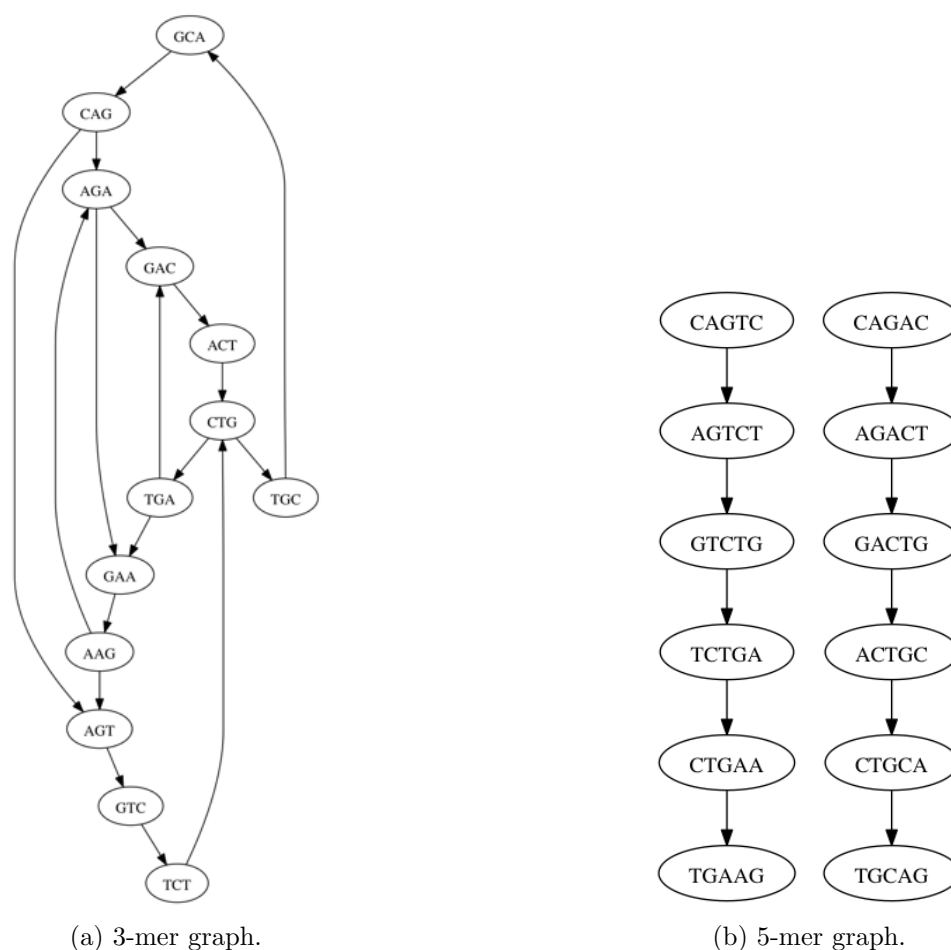 GCA
CAG
AGA
GAC
ACT
CTG
TGA
TGC
GAA
AAG
AGT
GTC
TCT
(a) 3-mer graph.
CAGTC
CAGAC
AGTCT
AGACT
GTCTG
GACTG
TCTGA
ACTGC
CTGAA
CTGCA
TGAAG
TGCAG
(b) 5-mer graph.